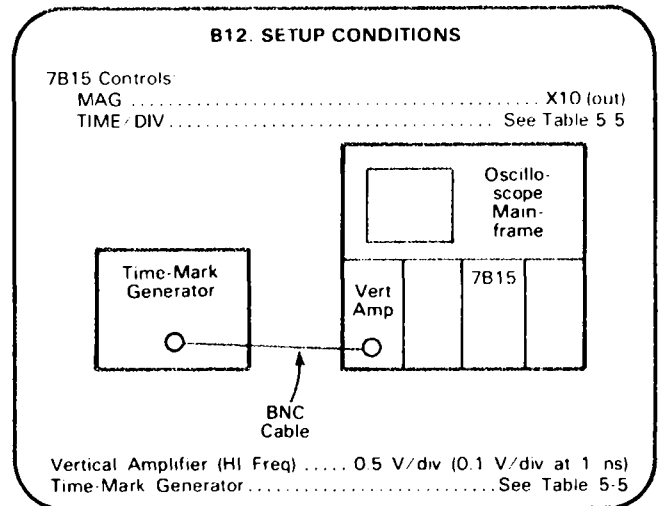 B12. SETUP CONDITIONS
7B15 Controls:
MAG ........................................ X10 (out)
TIME/DIV ................................ See Table 5 5
Oscillo-
scope
Main-
frame
Time-Mark
Generator
Vert
Amp
7B15
BNC
Cable
Vertical Amplifier (HI Freq) ..... 0.5 V/div (0.1 V/div at 1 ns)
Time-Mark Generator ........................ See Table 5-5